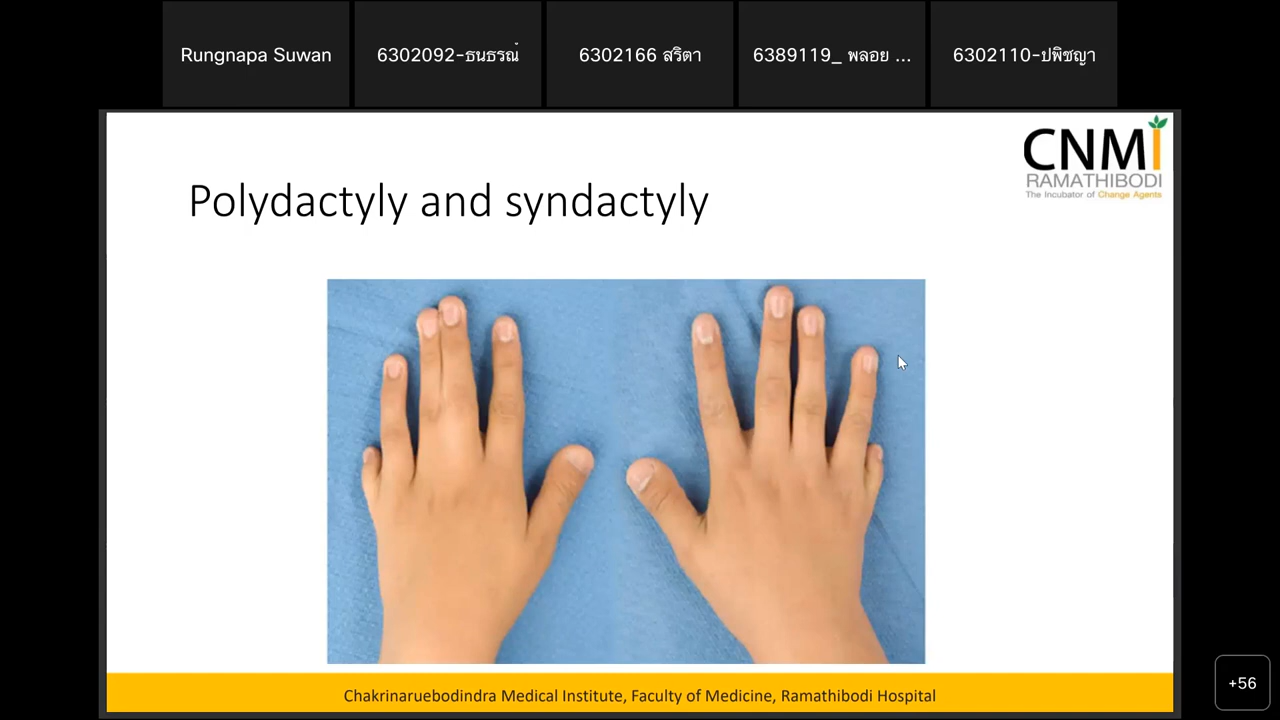 Rungnapa Suwan
6302092-ธนธรณ์
6302166 สริตา
6389119_ พลอย ...
6302110-ปพิชญา
CNMI
RAMATHIBODI
The Incubator of Change Agents
Polydactyly and syndactyly
Chakrinaruebodindra Medical Institute, Faculty of Medicine, Ramathibodi Hospital
+56